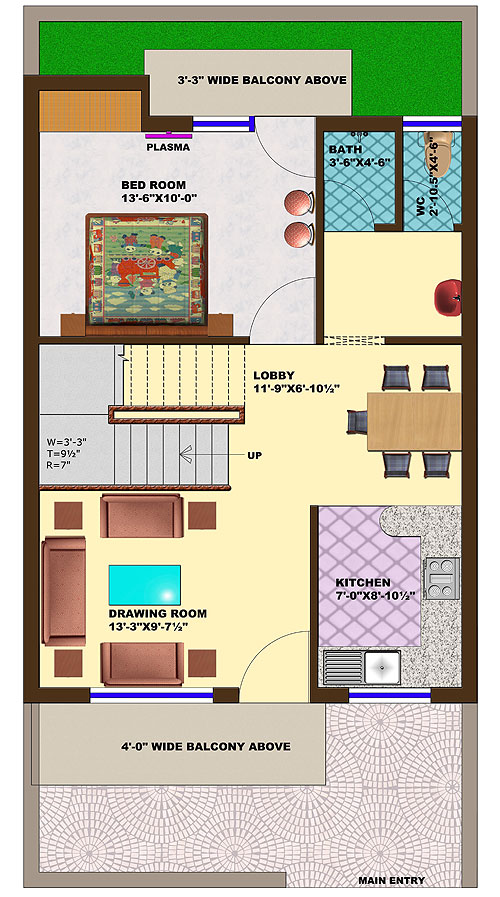 3'-3" WIDE BALCONY ABOVE
PLASMA
BATH
3'-6"X4'-6"
WC
2'-10.5"X4'-6"
BED ROOM
13'-6"X10'-0"
LOBBY
11'-9"X6'-10½"
W=3'-3"
T=9½"
R=7"
UP
KITCHEN
7'-0"X8'-10½"
DRAWING ROOM
13'-3"X9'-7½"
4'-0" WIDE BALCONY ABOVE
MAIN ENTRY